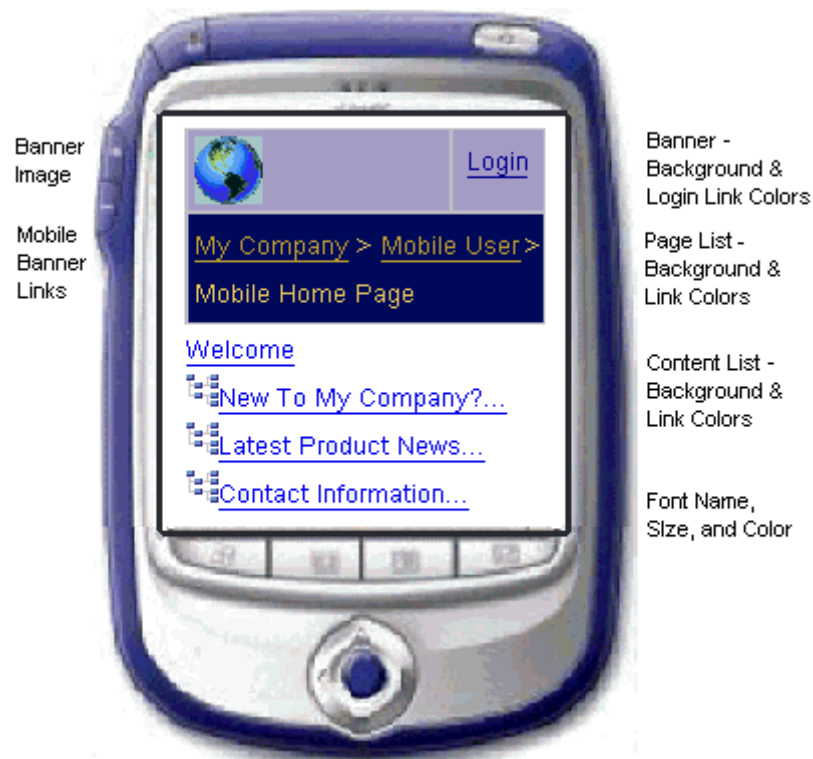 Banner
Image
Mobile
Banner
Links
Login
My Company > Mobile User >
Mobile Home Page
Welcome
New To My Company?...
Latest Product News...
Contact Information...
Banner -
Background &
Login Link Colors
Page List -
Background &
Link Colors
Content List -
Background &
Link Colors
Font Name,
SIze, and Color